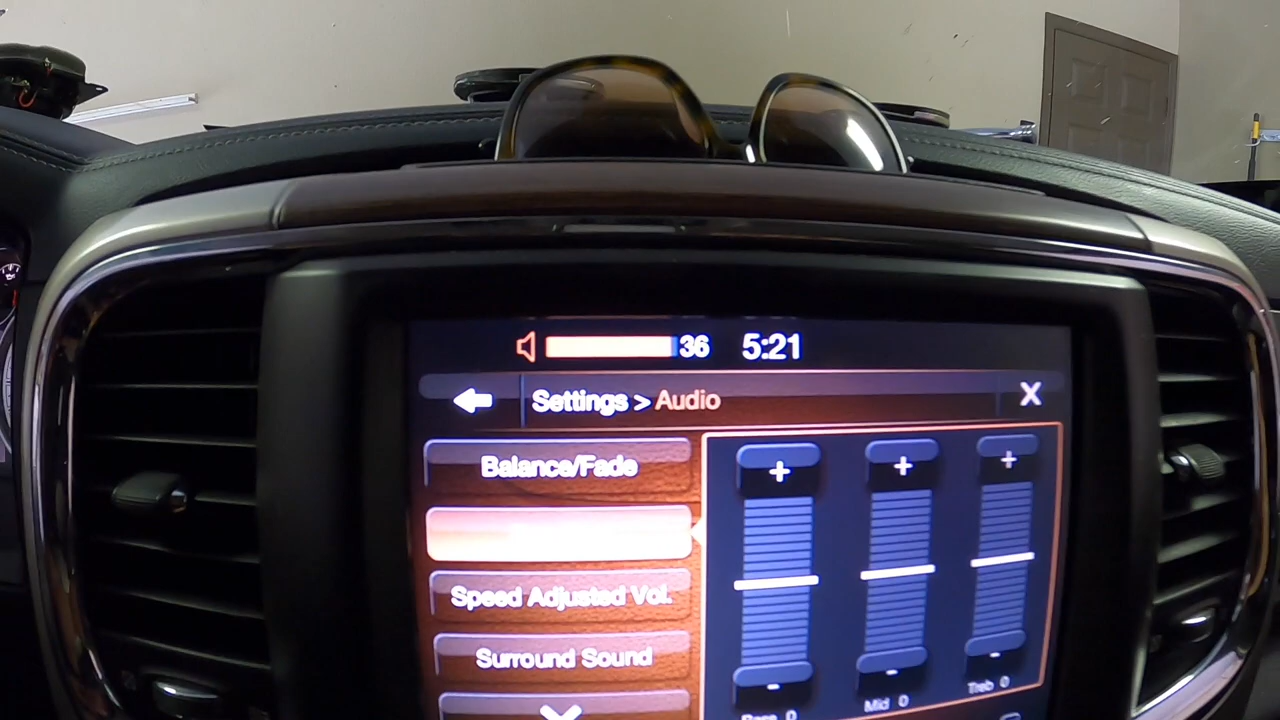 36 5:21
Settings > Audio X
Balance/Fade
Speed Adjusted Vol.
Surround Sound
+ + +
- - -
Bass 0 Mid 0 Treb 0